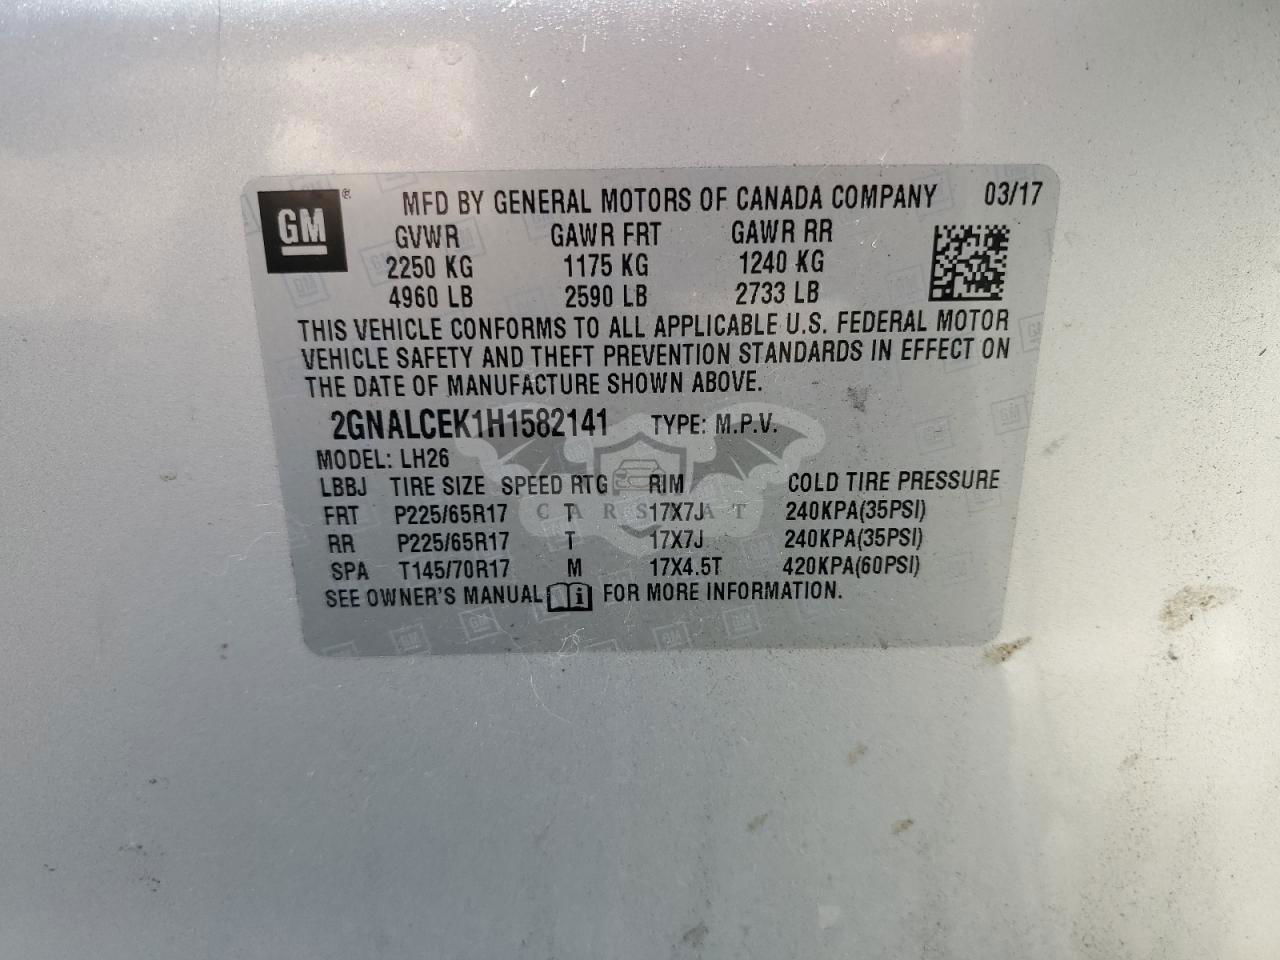 GM ®
MFD BY GENERAL MOTORS OF CANADA COMPANY 03/17
GVWR GAWR FRT GAWR RR
2250 KG 1175 KG 1240 KG
4960 LB 2590 LB 2733 LB
THIS VEHICLE CONFORMS TO ALL APPLICABLE U.S. FEDERAL MOTOR
VEHICLE SAFETY AND THEFT PREVENTION STANDARDS IN EFFECT ON
THE DATE OF MANUFACTURE SHOWN ABOVE.
2GNALCEK1H1582141 TYPE: M.P.V.
MODEL: LH26
LBBJ TIRE SIZE SPEED RTG RIM COLD TIRE PRESSURE
FRT P225/65R17 T 17X7J 240KPA(35PSI)
CARSTAT
RR P225/65R17 T 17X7J 240KPA(35PSI)
SPA T145/70R17 M 17X4.5T 420KPA(60PSI)
SEE OWNER'S MANUAL i FOR MORE INFORMATION.